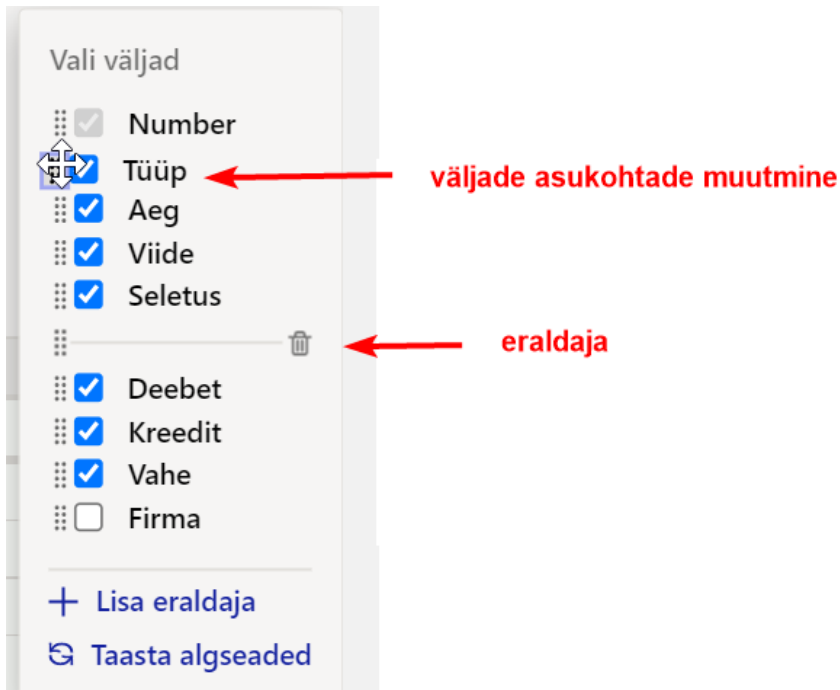 Vali väljad
Number
Tüüp
väljade asukohtade muutmine
Aeg
Viide
Seletus
eraldaja
Deebet
Kreedit
Vahe
Firma
Lisa eraldaja
Taasta algseaded